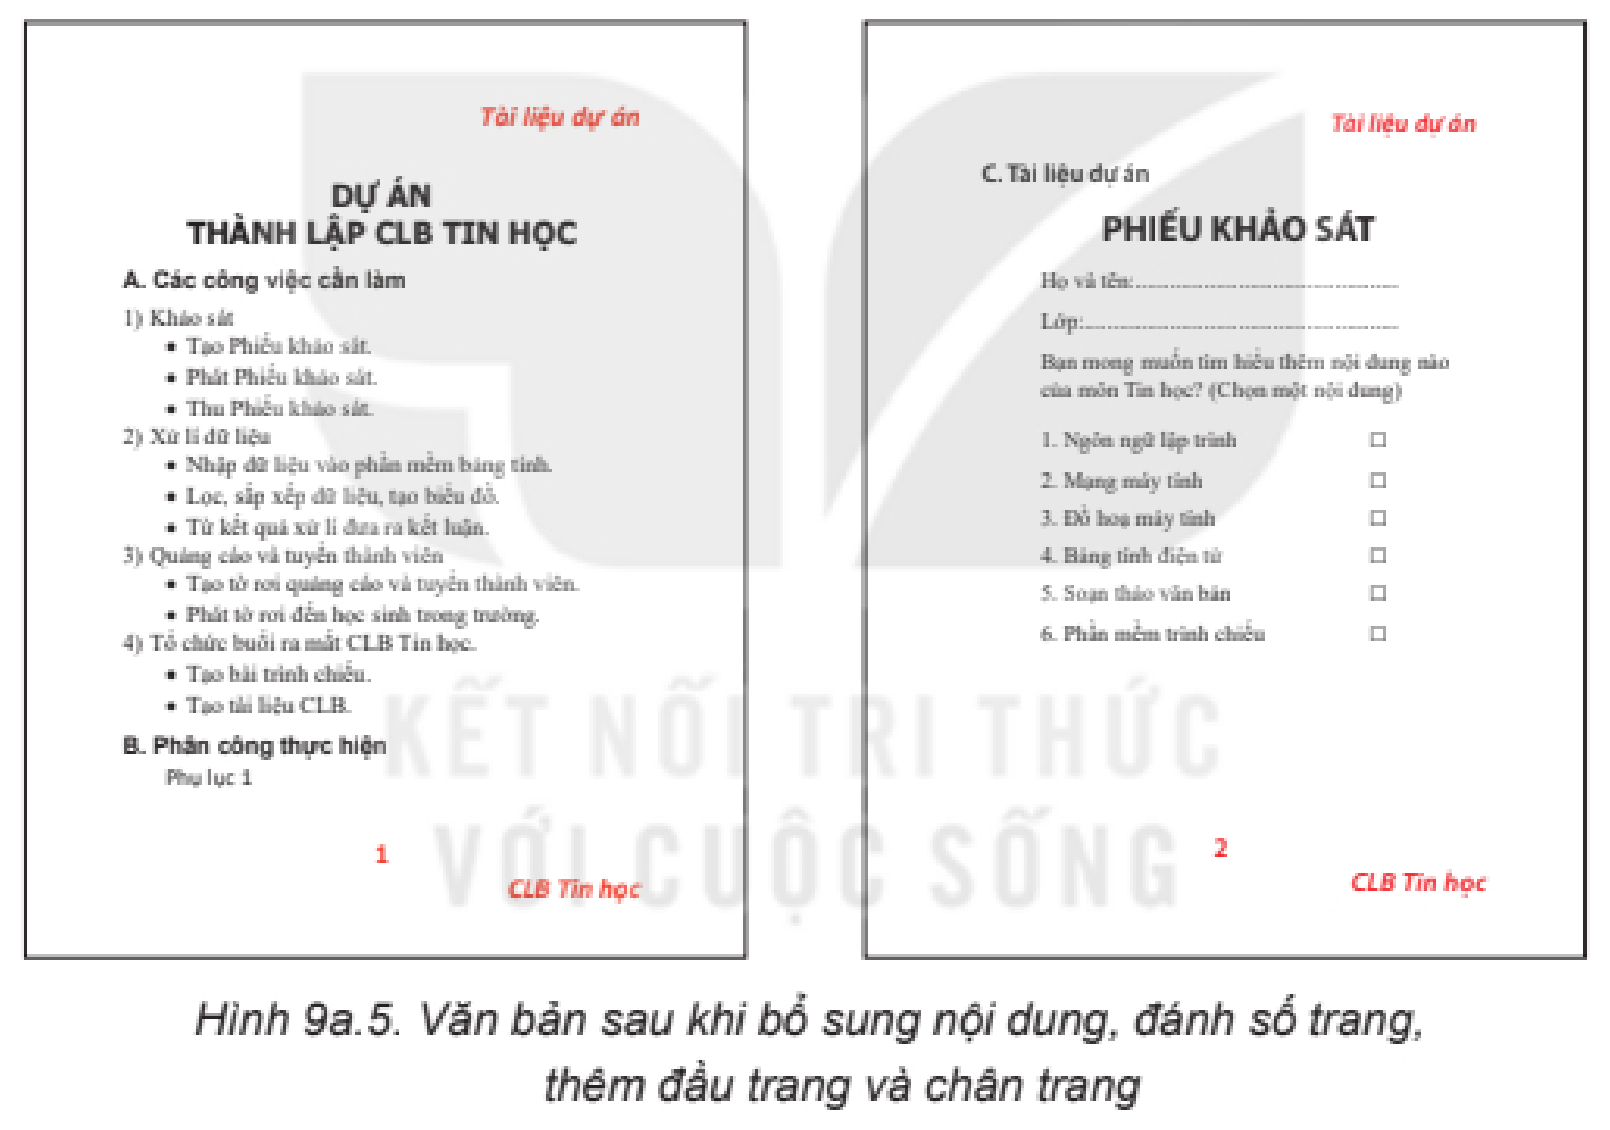 Tài liệu dự án
DỰ ÁN
THÀNH LẬP CLB TIN HỌC
A. Các công việc cần làm
1) Khảo sát
• Tạo Phiếu khảo sát.
• Phát Phiếu khảo sát.
• Thu Phiếu khảo sát.
2) Xử lí dữ liệu
• Nhập dữ liệu vào phần mềm bảng tính.
• Lọc, sắp xếp dữ liệu, tạo biểu đồ.
• Từ kết quả xử lí đưa ra kết luận.
3) Quảng cáo và tuyển thành viên
• Tạo tờ rơi quảng cáo và tuyển thành viên.
• Phát tờ rơi đến học sinh trong trường.
4) Tổ chức buổi ra mắt CLB Tin học.
• Tạo bài trình chiếu.
• Tạo tài liệu CLB.
B. Phân công thực hiện
Phụ lục 1
1
CLB Tin học
Tài liệu dự án
C. Tài liệu dự án
PHIẾU KHẢO SÁT
Họ và tên:..............................................
Lớp:.......................................................
Bạn mong muốn tìm hiểu thêm nội dung nào
của môn Tin học? (Chọn một nội dung)
1. Ngôn ngữ lập trình □
2. Mạng máy tính □
3. Đồ hoạ máy tính □
4. Bảng tính điện tử □
5. Soạn thảo văn bản □
6. Phần mềm trình chiếu □
2
CLB Tin học
KẾT NỐI TRI THỨC
VỚI CUỘC SỐNG
Hình 9a.5. Văn bản sau khi bổ sung nội dung, đánh số trang,
thêm đầu trang và chân trang